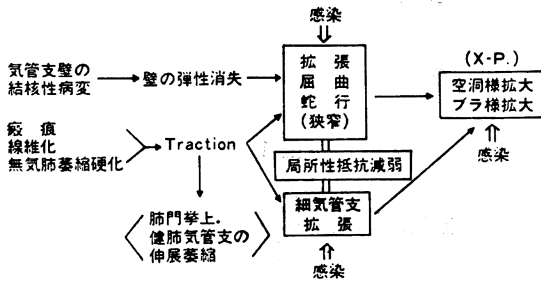 感染
気管支壁の
結核性病変
壁の弾性消失
拡張
屈曲
蛇行
(狭窄)
(X-P.)
空洞様拡大
ブラ様拡大
感染
瘢痕
線維化
無気肺萎縮硬化
Traction
局所性抵抗減弱
細気管支
拡張
感染
肺門挙上.
健肺気管支の
伸展萎縮